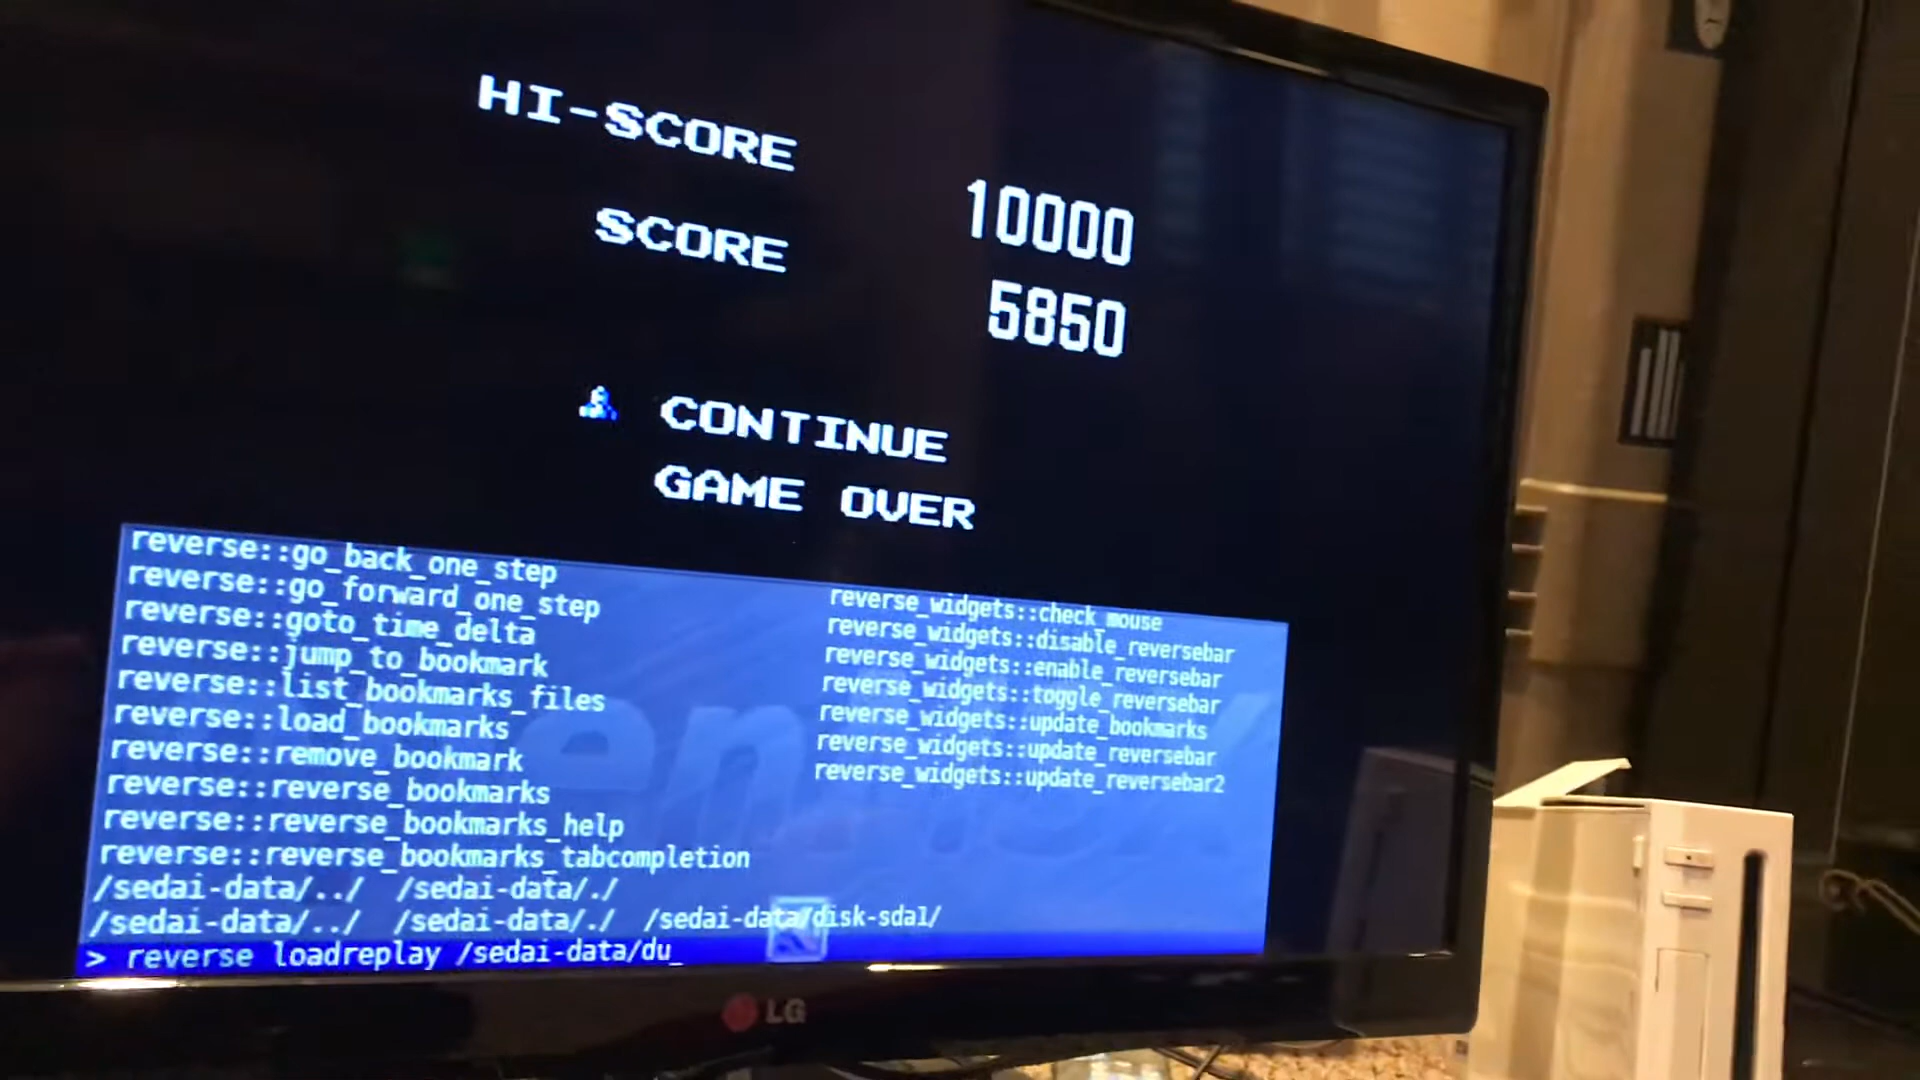 HI-SCORE 10000
SCORE 5850
CONTINUE
GAME OVER
reverse::go_back_one_step
reverse::go_forward_one_step
reverse::goto_time_delta
reverse::jump_to_bookmark
reverse::list_bookmarks_files
reverse::load_bookmarks
reverse::remove_bookmark
reverse::reverse_bookmarks
reverse::reverse_bookmarks_help
reverse::reverse_bookmarks_tabcompletion
reverse_widgets::check_mouse
reverse_widgets::disable_reversebar
reverse_widgets::enable_reversebar
reverse_widgets::toggle_reversebar
reverse_widgets::update_bookmarks
reverse_widgets::update_reversebar
reverse_widgets::update_reversebar2
/sedai-data/../ /sedai-data/./
/sedai-data/../ /sedai-data/./ /sedai-data/disk-sda1/
> reverse loadreplay /sedai-data/du_
LG